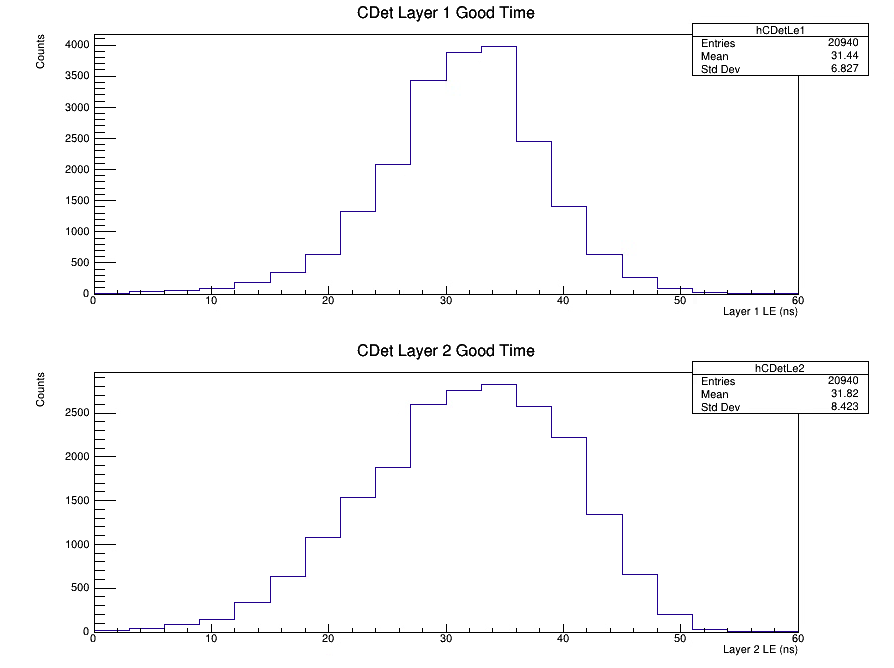 CDet Layer 1 Good Time
hCDetLe1
Entries 20940
Mean 31.44
Std Dev 6.827
Counts
4000
3500
3000
2500
2000
1500
1000
500
0
0 10 20 30 40 50 60
Layer 1 LE (ns)
CDet Layer 2 Good Time
hCDetLe2
Entries 20940
Mean 31.82
Std Dev 8.423
Counts
2500
2000
1500
1000
500
0
0 10 20 30 40 50 60
Layer 2 LE (ns)